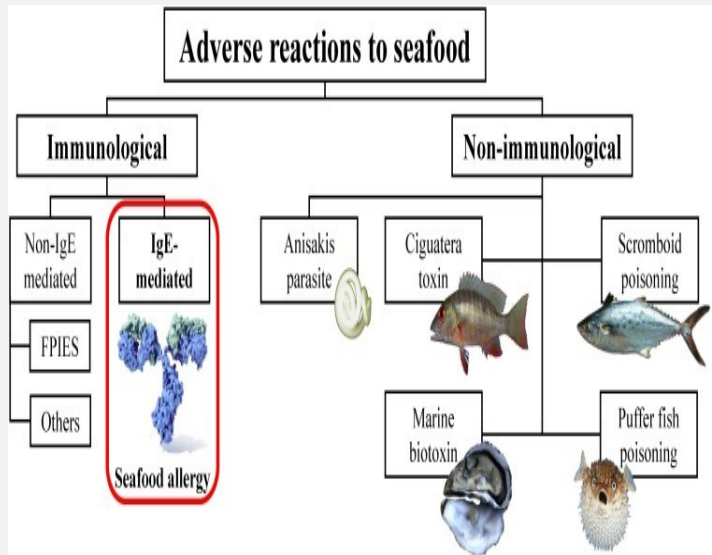 Adverse reactions to seafood
Immunological
Non-immunological
Non-IgE
mediated
IgE-
mediated
Anisakis
parasite
Ciguatera
toxin
Scromboid
poisoning
FPIES
Others
Seafood allergy
Marine
biotoxin
Puffer fish
poisoning